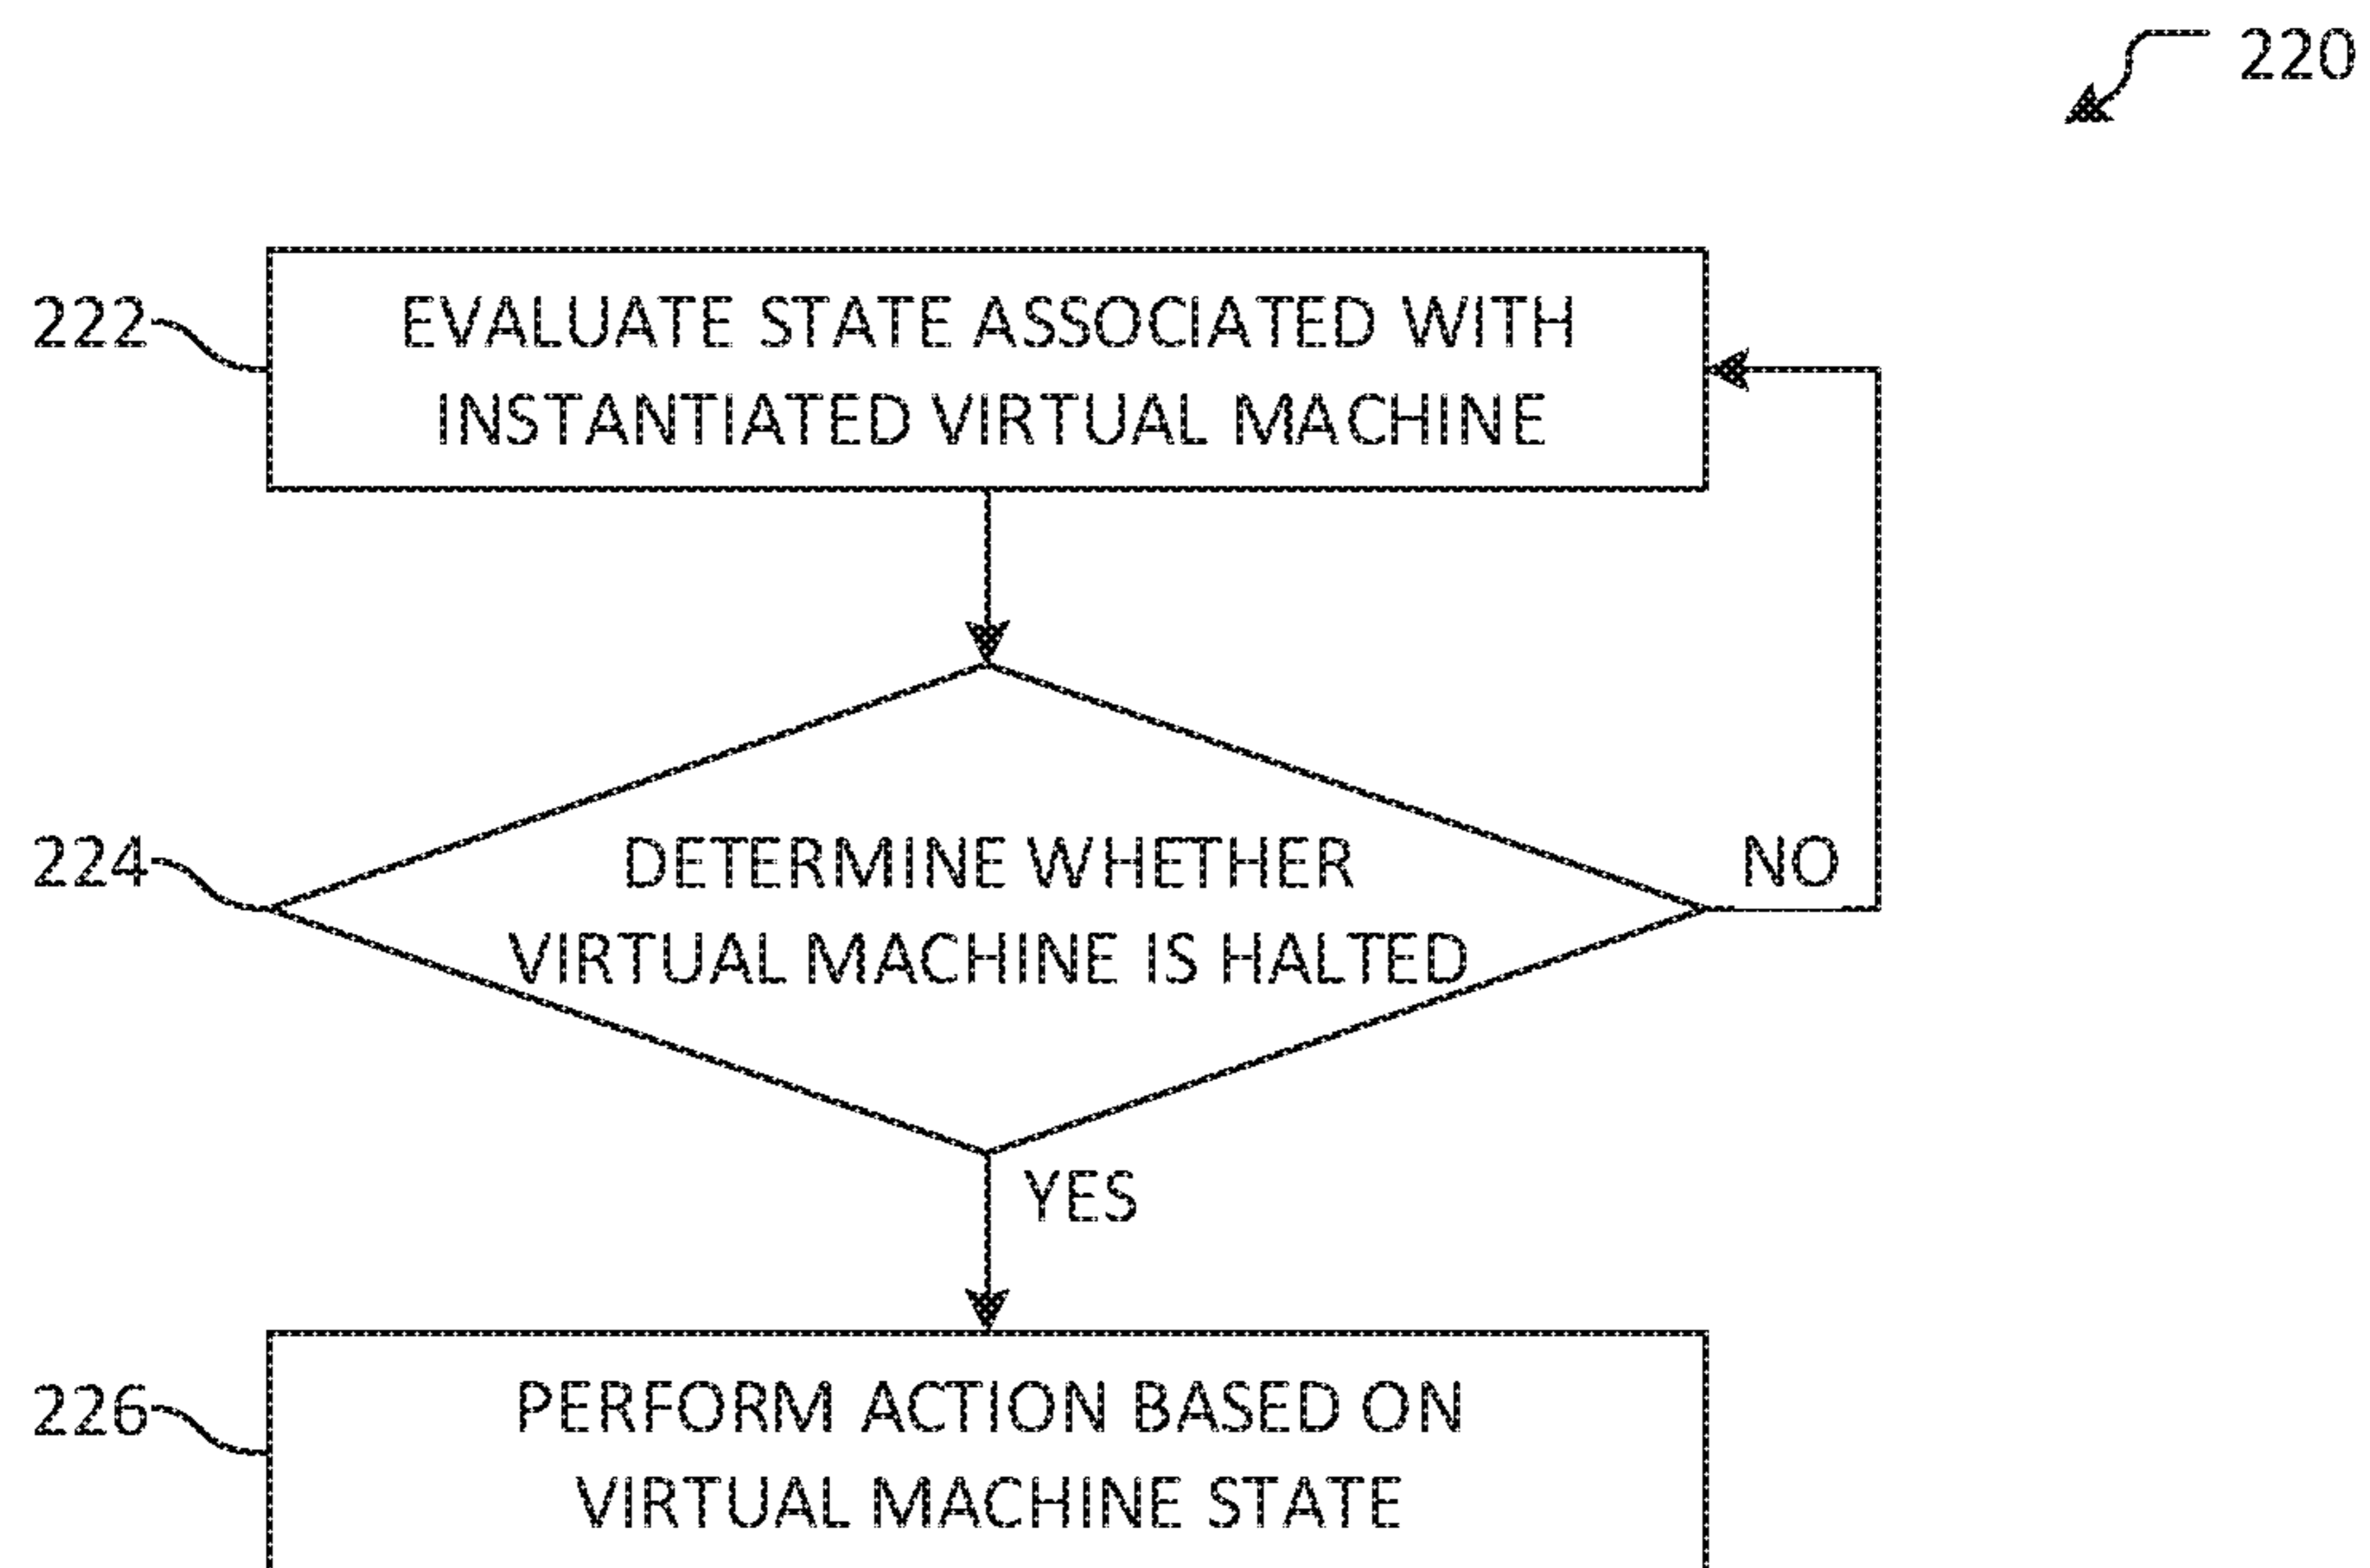 220
222
EVALUATE STATE ASSOCIATED WITH
INSTANTIATED VIRTUAL MACHINE
224
DETERMINE WHETHER
VIRTUAL MACHINE IS HALTED
NO
YES
226
PERFORM ACTION BASED ON
VIRTUAL MACHINE STATE